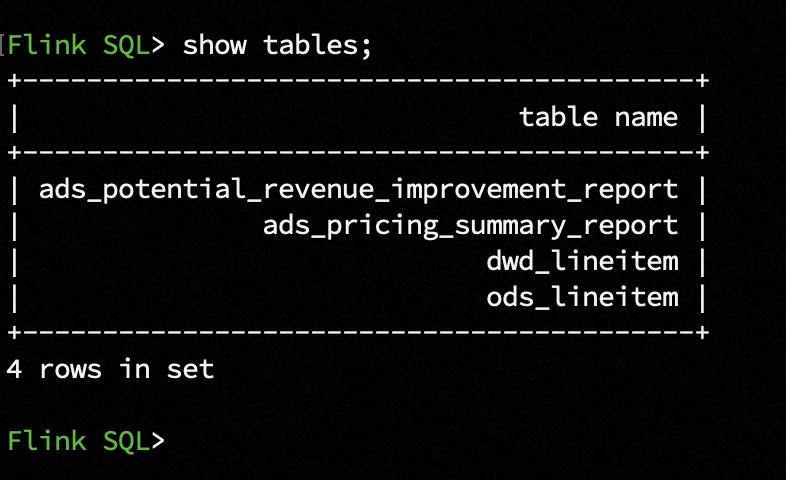 Flink SQL> show tables;
+------------------------------------------+
|                               table name |
+------------------------------------------+
| ads_potential_revenue_improvement_report |
|               ads_pricing_summary_report |
|                             dwd_lineitem |
|                             ods_lineitem |
+------------------------------------------+
4 rows in set
Flink SQL>